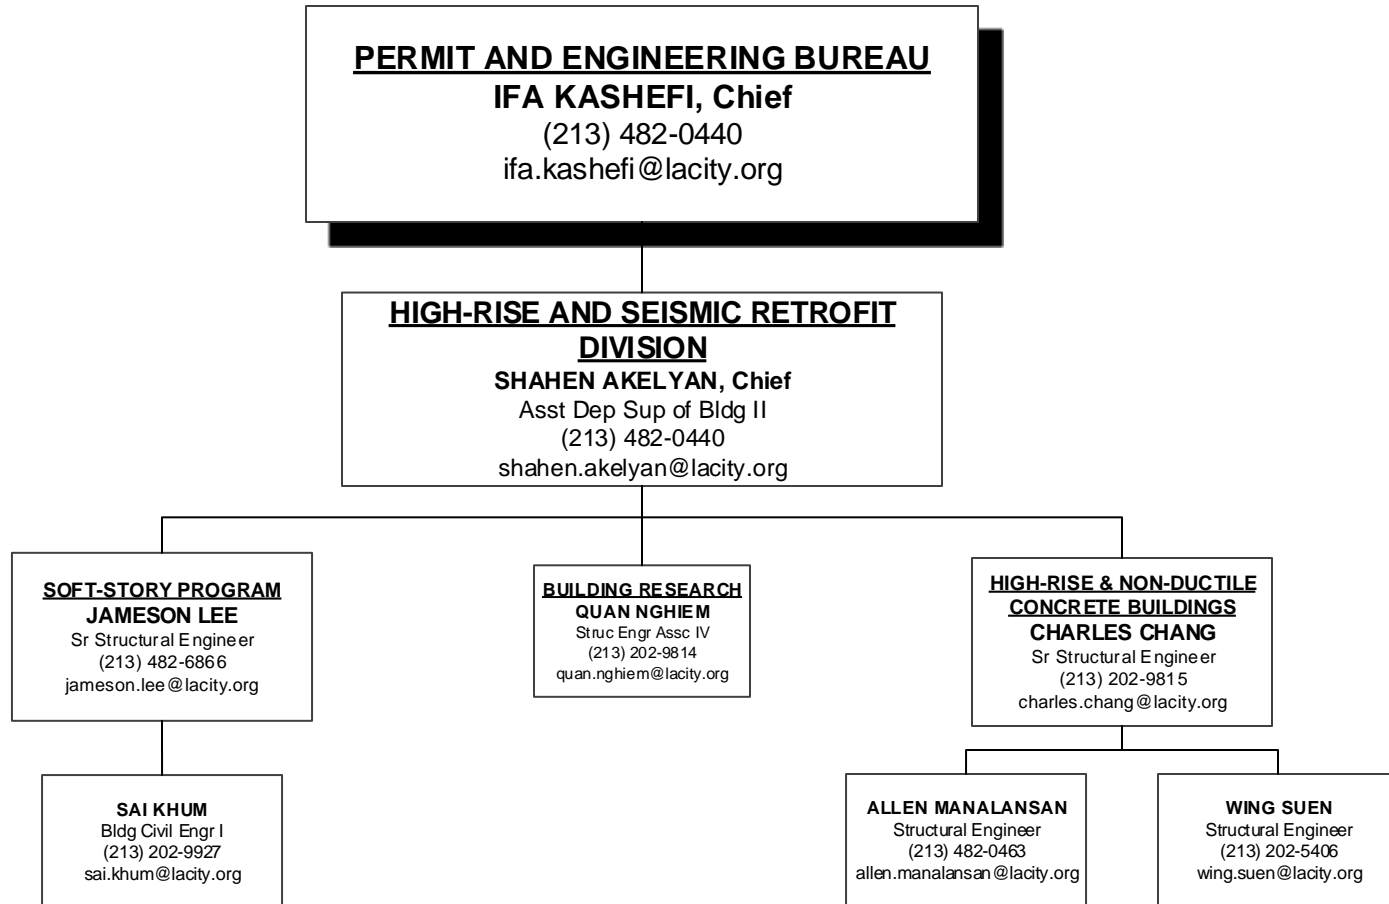 PERMIT AND ENGINEERING BUREAU
IFA KASHEFI, Chief
(213) 482-0440
ifa.kashefi@lacity.org
HIGH-RISE AND SEISMIC RETROFIT
DIVISION
SHAHEN AKELYAN, Chief
Asst Dep Sup of Bldg II
(213) 482-0440
shahen.akelyan@lacity.org
SOFT-STORY PROGRAM
JAMESON LEE
Sr Structural Engineer
(213) 482-6866
jameson.lee@lacity.org
BUILDING RESEARCH
QUAN NGHIEM
Struc Engr Assc IV
(213) 202-9814
quan.nghiem@lacity.org
HIGH-RISE & NON-DUCTILE
CONCRETE BUILDINGS
CHARLES CHANG
Sr Structural Engineer
(213) 202-9815
charles.chang@lacity.org
SAI KHUM
Bldg Civil Engr I
(213) 202-9927
sai.khum@lacity.org
ALLEN MANALANSAN
Structural Engineer
(213) 482-0463
allen.manalansan@lacity.org
WING SUEN
Structural Engineer
(213) 202-5406
wing.suen@lacity.org